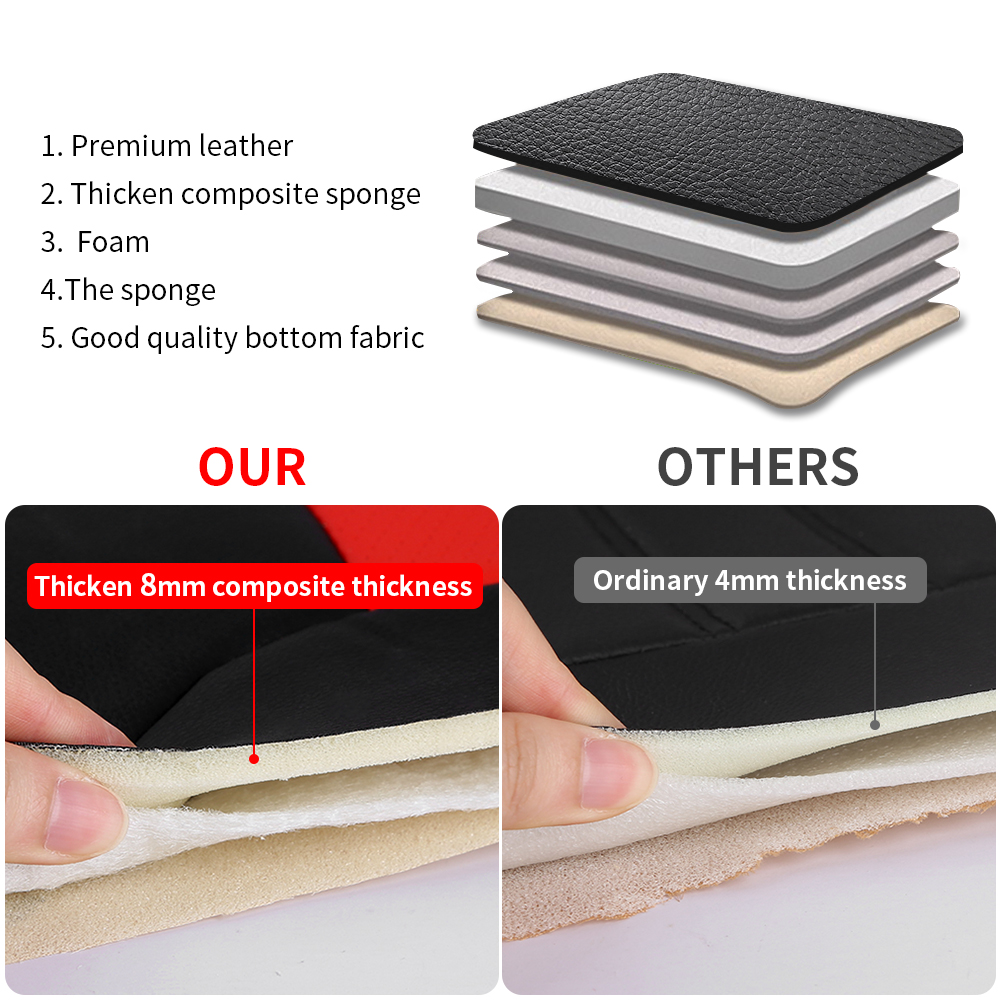 1. Premium leather
2. Thicken composite sponge
3.  Foam
4.The sponge
5. Good quality bottom fabric
OUR
OTHERS
Thicken 8mm composite thickness
Ordinary 4mm thickness